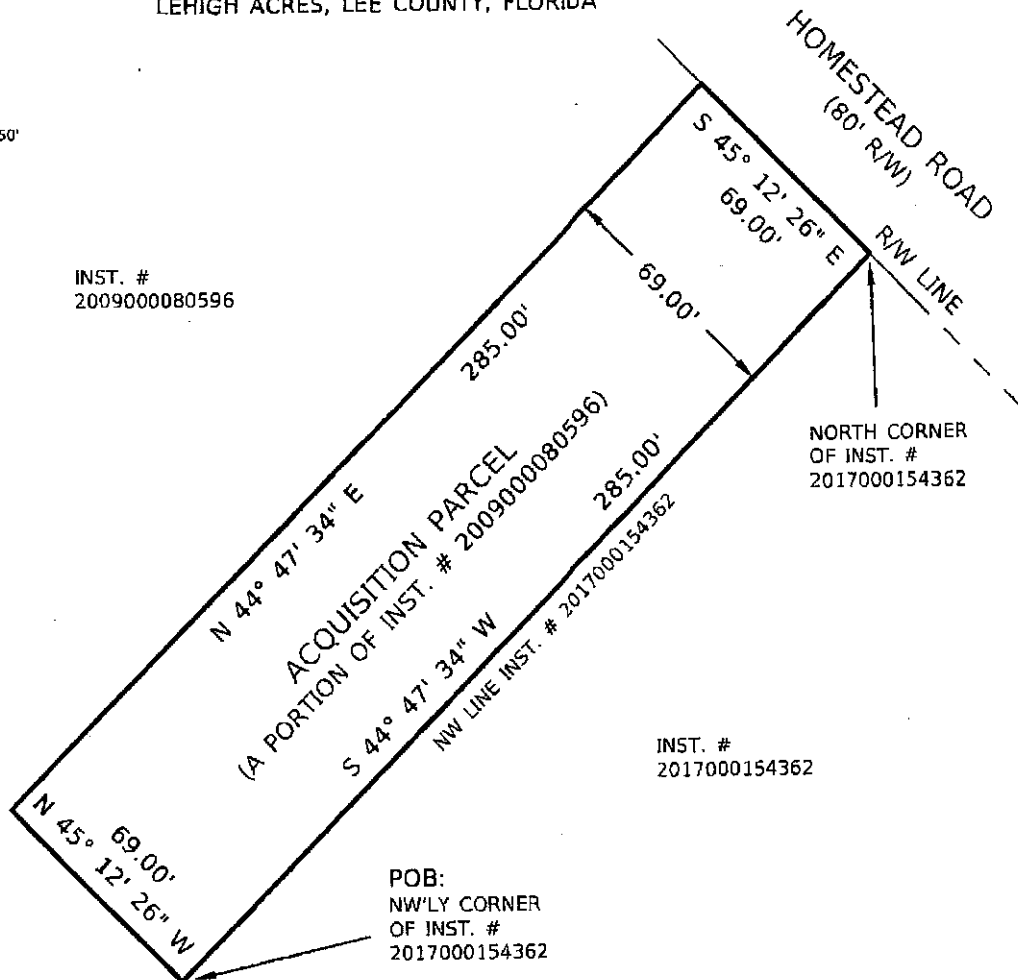 LEHIGH ACRES, LEE COUNTY, FLORIDA
HOMESTEAD ROAD
(80' R/W)
50'
S 45° 12' 26" E
69.00'
R/W LINE
INST. #
2009000080596
69.00'
285.00'
NORTH CORNER
OF INST. #
2017000154362
N 44° 47' 34" E
ACQUISITION PARCEL
(A PORTION OF INST. # 2009000080596)
285.00'
S 44° 47' 34" W
NW LINE INST. # 2017000154362
INST. #
2017000154362
69.00'
N 45° 12' 26" W
POB:
NW'LY CORNER
OF INST. #
2017000154362